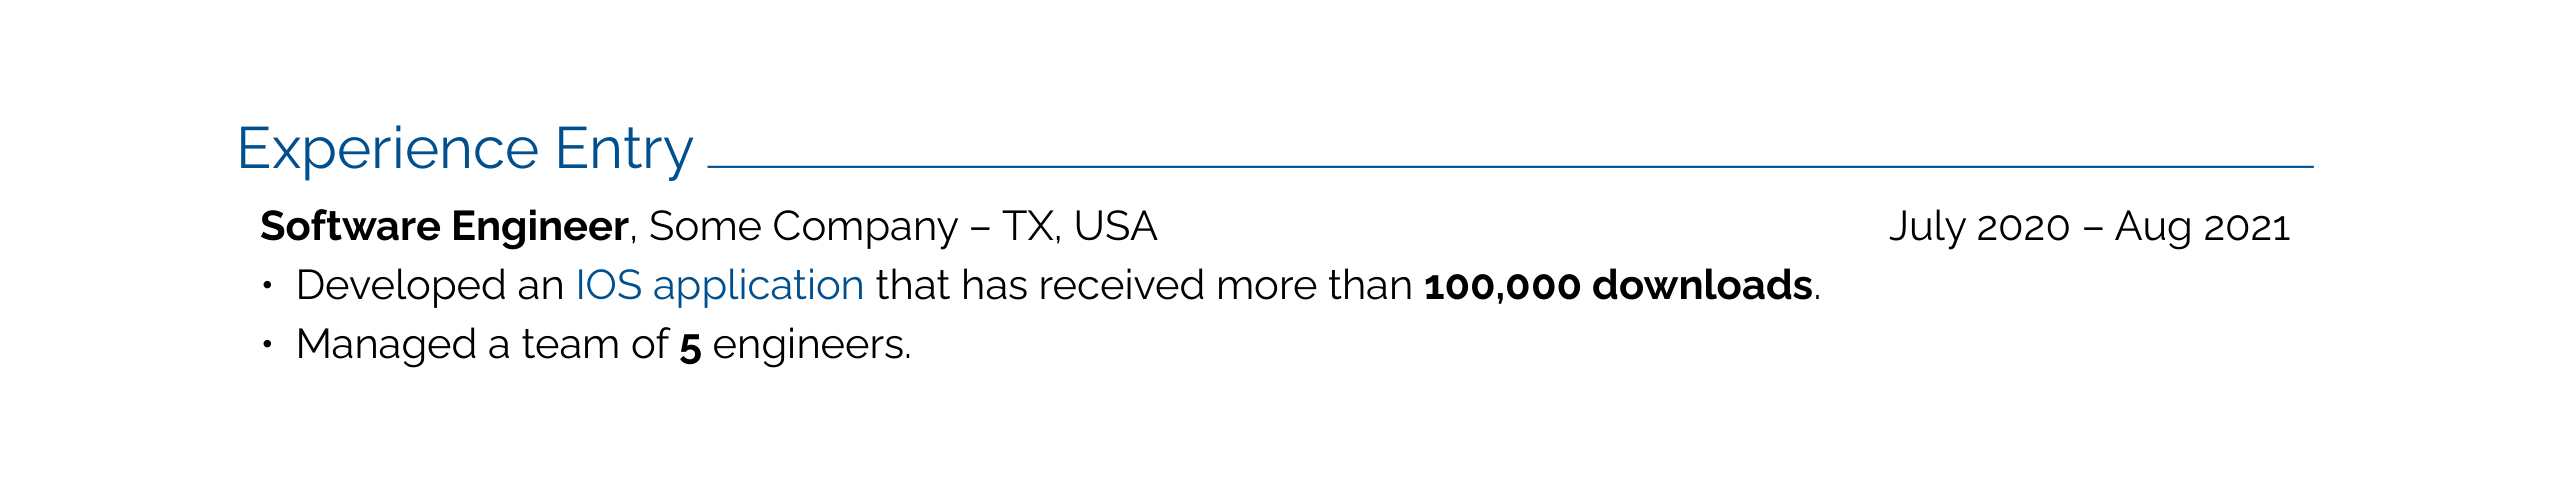 Experience Entry
Software Engineer, Some Company – TX, USA July 2020 – Aug 2021
• Developed an IOS application that has received more than 100,000 downloads.
• Managed a team of 5 engineers.